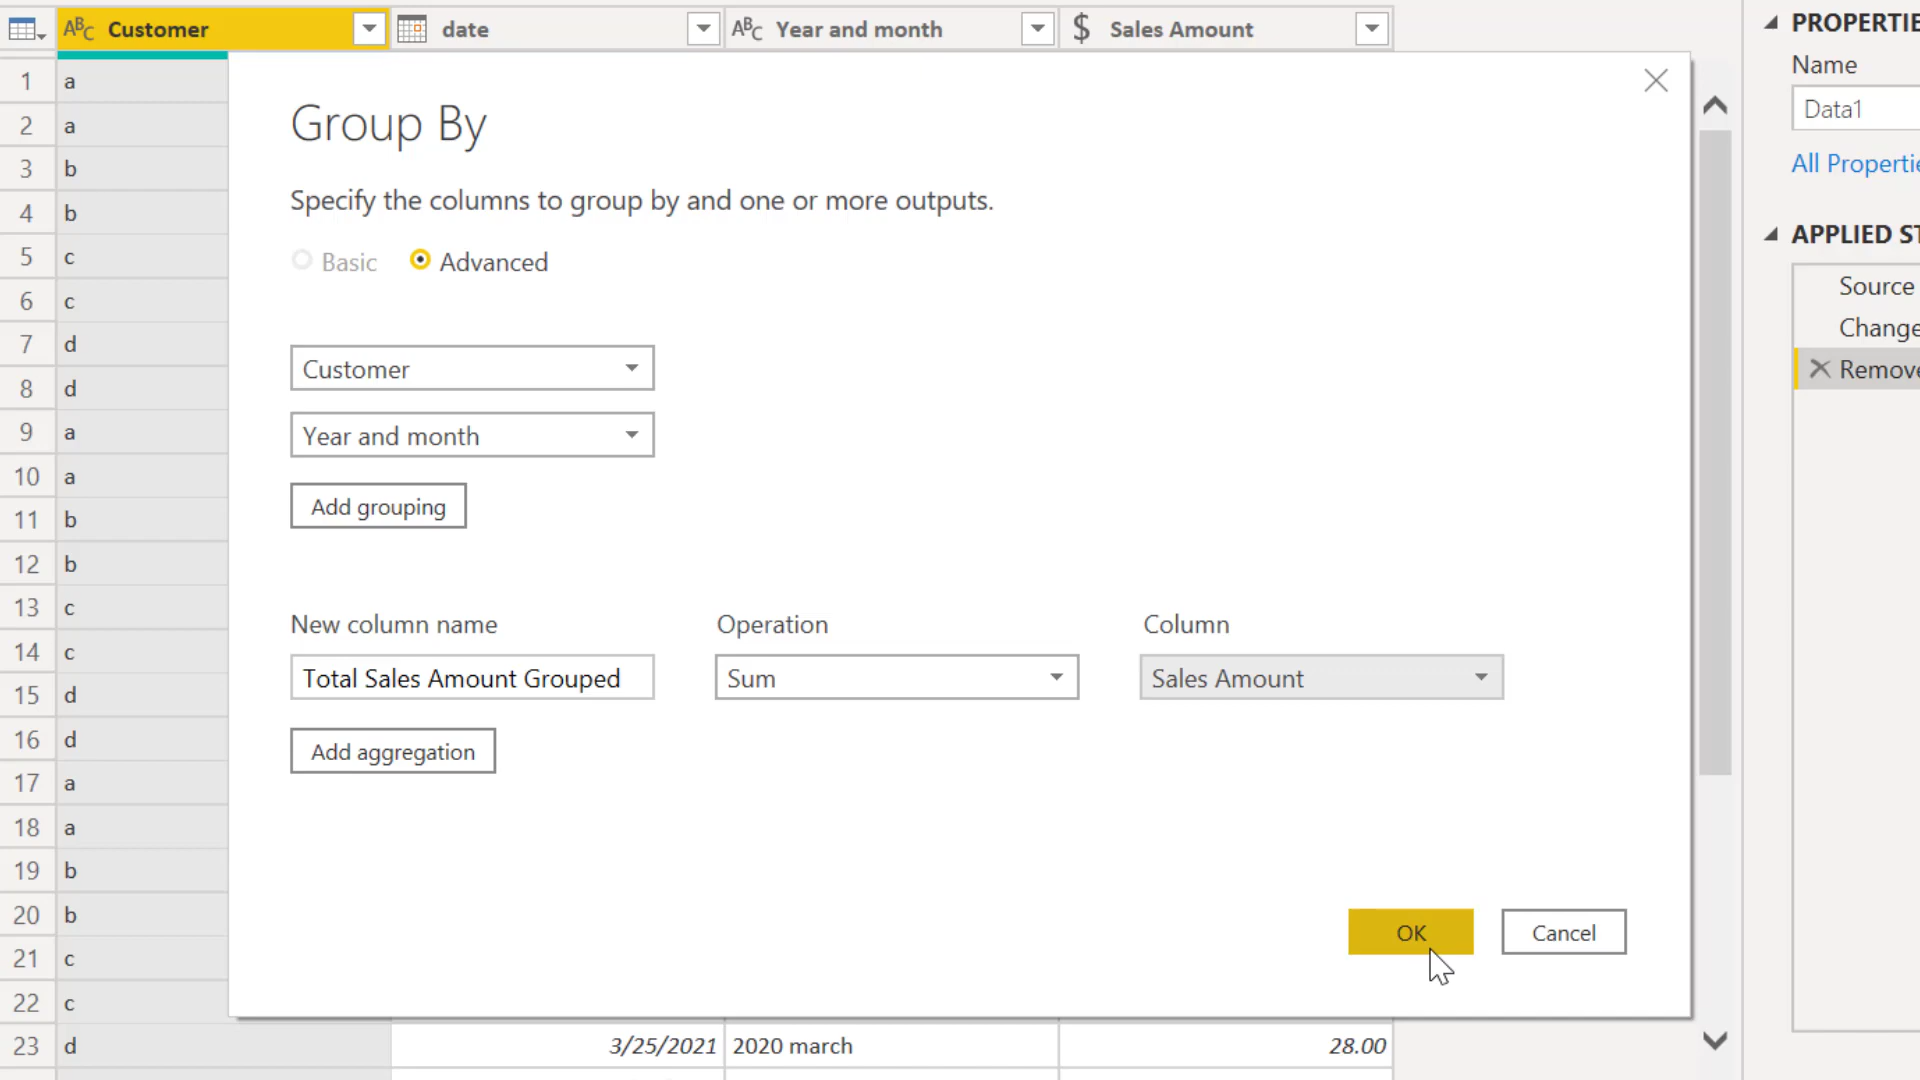 Customer date Year and month Sales Amount
PROPERTIE
Name
Data1
All Propertie
APPLIED ST
Source
Change
Remove
Group By
Specify the columns to group by and one or more outputs.
Basic Advanced
Customer
Year and month
Add grouping
New column name Operation Column
Total Sales Amount Grouped Sum Sales Amount
Add aggregation
OK Cancel
1 a
2 a
3 b
4 b
5 c
6 c
7 d
8 d
9 a
10 a
11 b
12 b
13 c
14 c
15 d
16 d
17 a
18 a
19 b
20 b
21 c
22 c
23 d 3/25/2021 2020 march 28.00